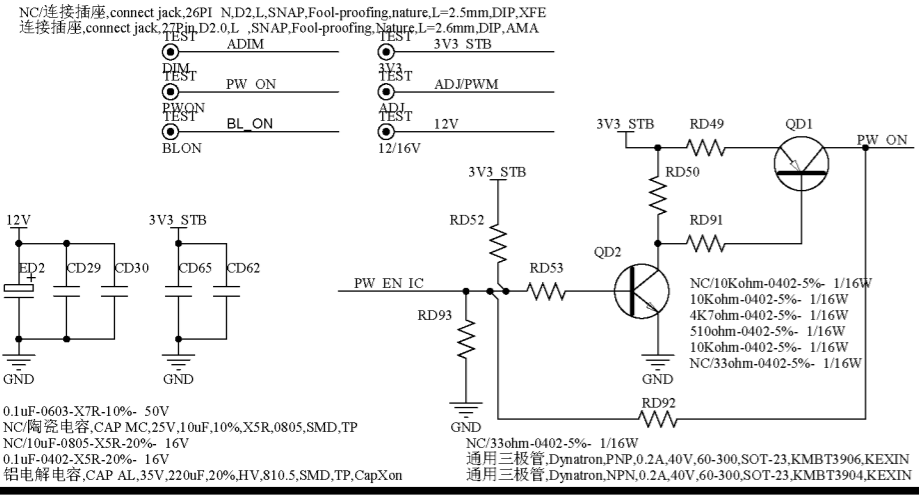 NC/连接插座,connect jack,26PI N,D2,L,SNAP,Fool-proofing,nature,L=2.5mm,DIP,XFE
连接插座,connect jack,27Pin,D2.0,L ,SNAP,Fool-proofing,Nature,L=2.6mm,DIP,AMA
TEST
ADIM
DIM
TEST
PW_ON
PWON
TEST
BL_ON
BLON
TEST
3V3_STB
3V3
TEST
ADJ/PWM
ADJ
TEST
12V
12/16V
3V3_STB
RD49
QD1
PW_ON
RD50
RD91
3V3_STB
RD52
QD2
RD53
PW_EN_IC
RD93
GND
GND
RD92
12V
ED2
+
CD29
CD30
GND
3V3_STB
CD65
CD62
GND
NC/10Kohm-0402-5%- 1/16W
10Kohm-0402-5%- 1/16W
4K7ohm-0402-5%- 1/16W
510ohm-0402-5%- 1/16W
10Kohm-0402-5%- 1/16W
NC/33ohm-0402-5%- 1/16W
0.1uF-0603-X7R-10%- 50V
NC/陶瓷电容,CAP MC,25V,10uF,10%,X5R,0805,SMD,TP
NC/10uF-0805-X5R-20%- 16V
0.1uF-0402-X5R-20%- 16V
铝电解电容,CAP AL,35V,220uF,20%,HV,810.5,SMD,TP,CapXon
NC/33ohm-0402-5%- 1/16W
通用三极管,Dynatron,PNP,0.2A,40V,60-300,SOT-23,KMBT3906,KEXIN
通用三极管,Dynatron,NPN,0.2A,40V,60-300,SOT-23,KMBT3904,KEXIN